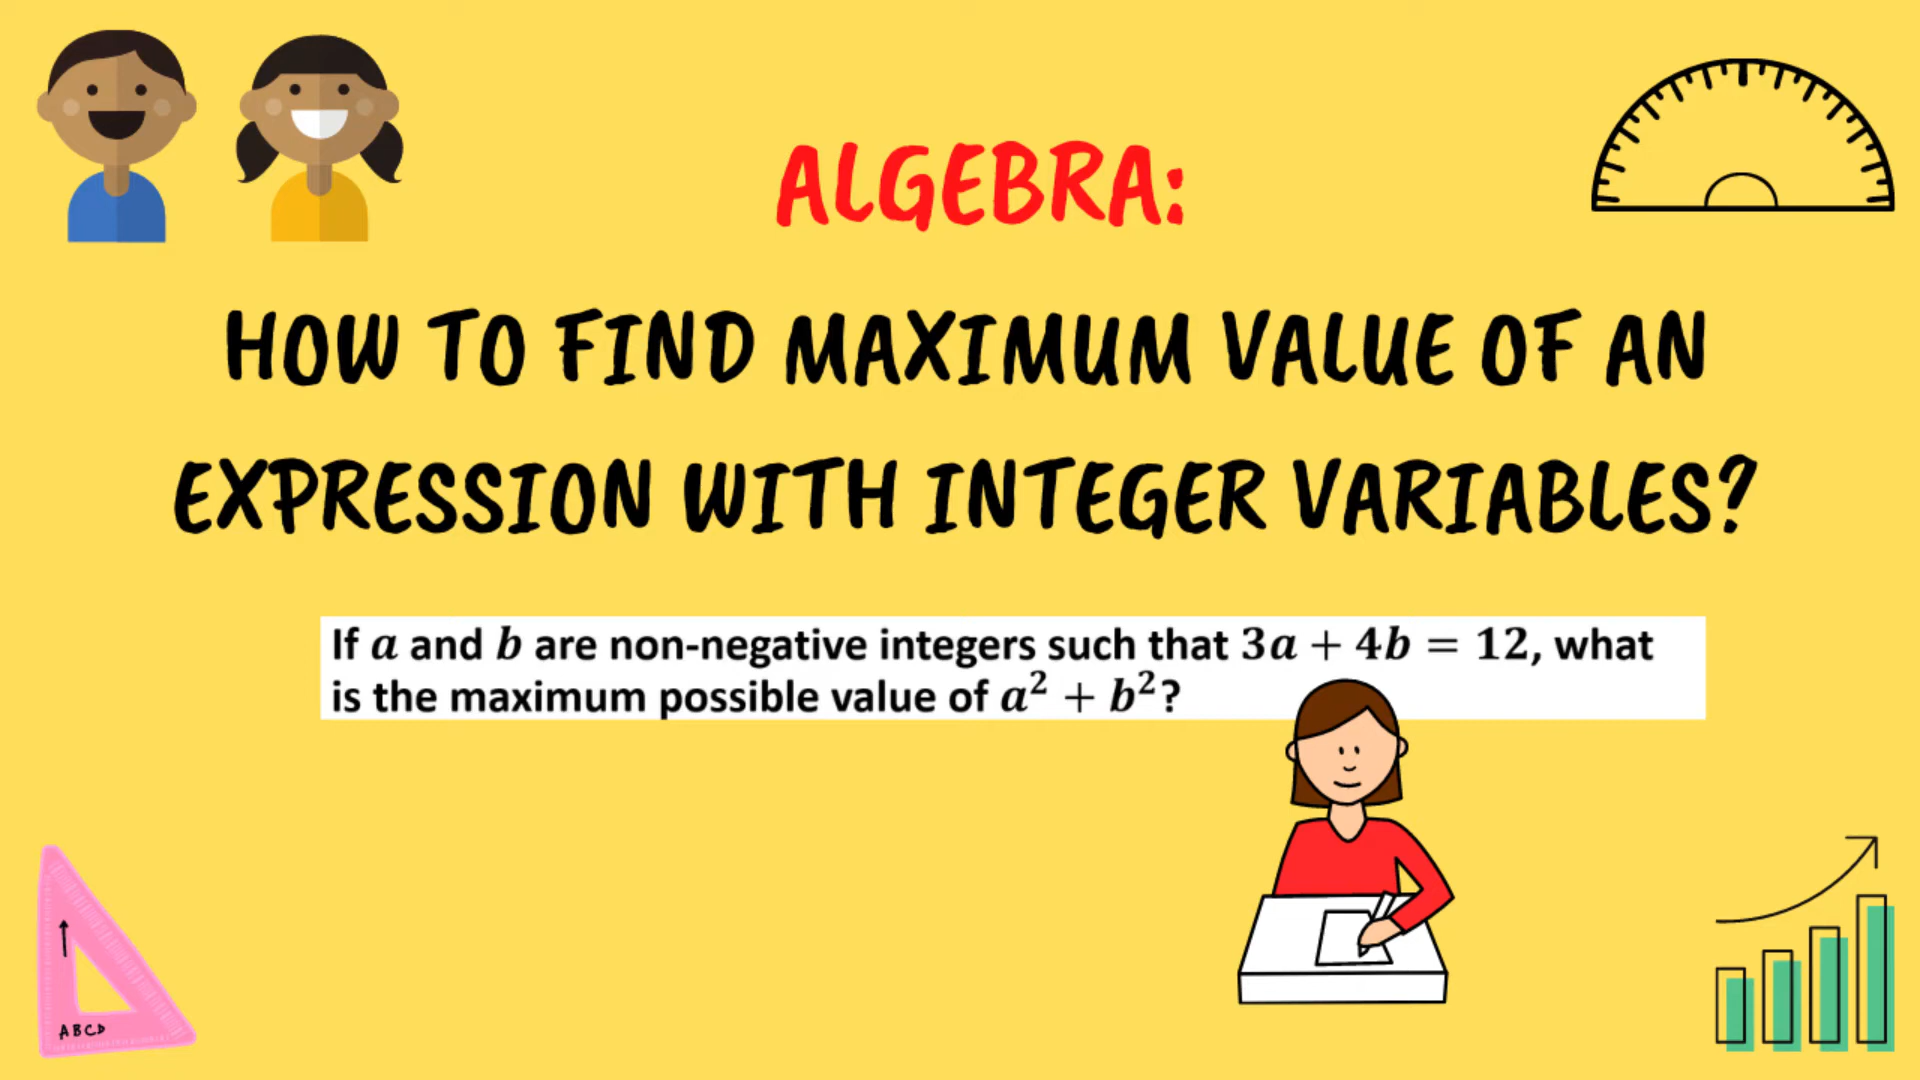 ALGEBRA:
HOW TO FIND MAXIMUM VALUE OF AN
EXPRESSION WITH INTEGER VARIABLES?
If a and b are non-negative integers such that 3a + 4b = 12, what
is the maximum possible value of a² + b²?
ABCD